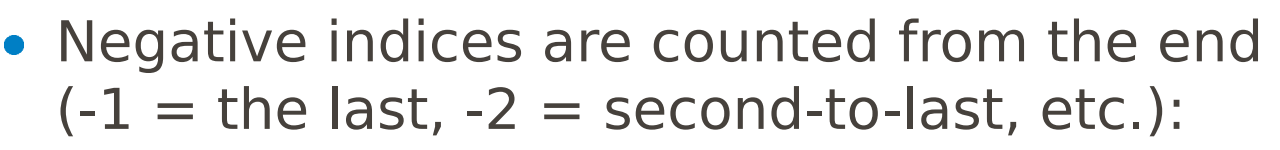 • Negative indices are counted from the end
(-1 = the last, -2 = second-to-last, etc.):